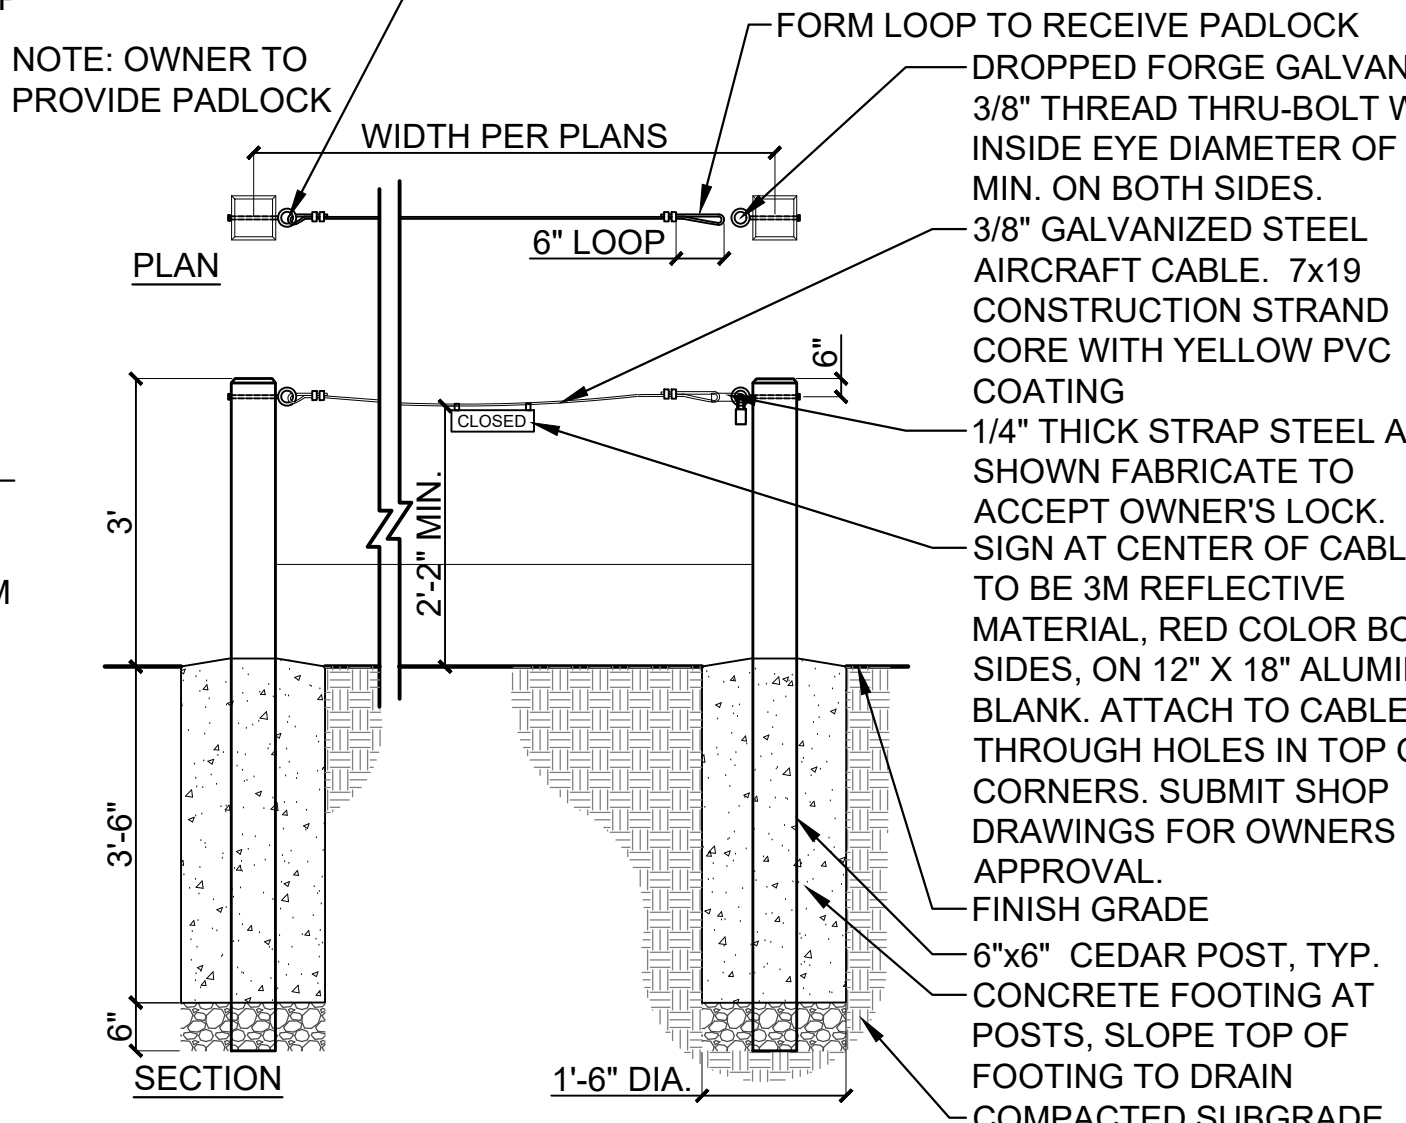 NOTE: OWNER TO
PROVIDE PADLOCK
WIDTH PER PLANS
6" LOOP
PLAN
FORM LOOP TO RECEIVE PADLOCK
DROPPED FORGE GALVAN
3/8" THREAD THRU-BOLT W
INSIDE EYE DIAMETER OF
MIN. ON BOTH SIDES.
3/8" GALVANIZED STEEL
AIRCRAFT CABLE. 7x19
CONSTRUCTION STRAND
CORE WITH YELLOW PVC
COATING
1/4" THICK STRAP STEEL A
SHOWN FABRICATE TO
ACCEPT OWNER'S LOCK.
SIGN AT CENTER OF CABL
TO BE 3M REFLECTIVE
MATERIAL, RED COLOR BO
SIDES, ON 12" X 18" ALUMI
BLANK. ATTACH TO CABLE
THROUGH HOLES IN TOP
CORNERS. SUBMIT SHOP
DRAWINGS FOR OWNERS
APPROVAL.
FINISH GRADE
6"x6" CEDAR POST, TYP.
CONCRETE FOOTING AT
POSTS, SLOPE TOP OF
FOOTING TO DRAIN
COMPACTED SUBGRADE
6"
CLOSED
3'
2'-2" MIN.
3'-6"
6"
SECTION
1'-6" DIA.